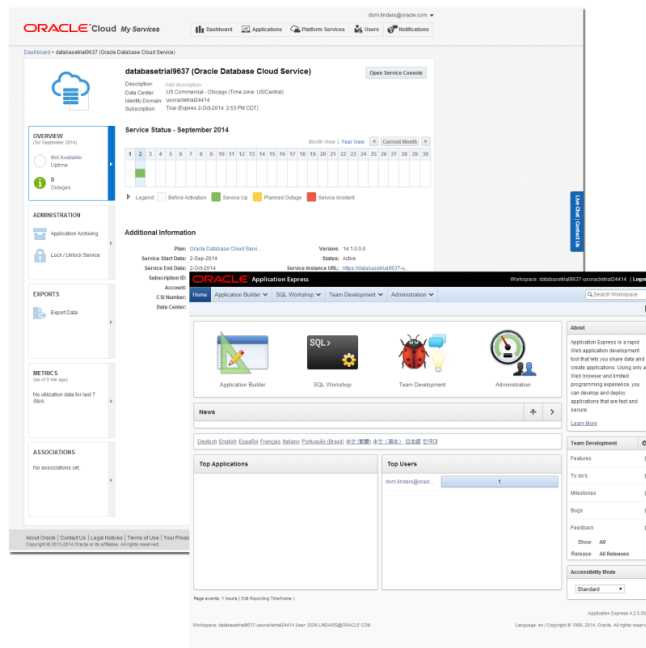 dom.lindars@oracle.com
ORACLE Cloud My Services
Dashboard Applications Platform Services Users Notifications
Dashboard > databasetrial9637 (Oracle Database Cloud Service)
databasetrial9637 (Oracle Database Cloud Service)
Open Service Console
Description: Add description
Data Center: US Commercial - Chicago (Time zone: US/Central)
Identity Domain: usoracletrial24414
Subscription: Trial (Expires 2-Oct-2014 2:53 PM CDT)
OVERVIEW
(for September 2014)
Not Available
Uptime
0
Outages
Service Status - September 2014
Month View | Year View Current Month
1 2 3 4 5 6 7 8 9 10 11 12 13 14 15 16 17 18 19 20 21 22 23 24 25 26 27 28 29 30
Legend Before Activation Service Up Planned Outage Service Incident
Live Chat | Contact Us
ADMINISTRATION
Application Archiving
Lock / Unlock Service
EXPORTS
Export Data
METRICS
No utilization data for last 7
days
ASSOCIATIONS
No associations yet.
Additional Information
Plan: Oracle Database Cloud Servi...
Version: 14.1.0.0.0
Service Start Date: 2-Sep-2014
Status: Active
Service End Date: 2-Oct-2014
Service Instance URL: https://databasetrial9637-u...
Subscription ID:
Account:
CSI Number:
Data Center:
About Oracle | Contact Us | Legal Notices | Terms of Use | Your Privac
Copyright © 2013-2014 Oracle or its affiliates. All rights reserved.
ORACLE Application Express
Workspace: databasetrial9637-usoracletrial24414 | Logou
Home Application Builder SQL Workshop Team Development Administration
Search Workspace
SQL>
Application Builder
SQL Workshop
Team Development
Administration
News
Deutsch English Español Français Italiano Português (Brasil) 中文 (繁體) 中文 (简体) 日本語 한국어
Top Applications
Top Users
dom.lindars@orad... 1
Page events: 1 hours ( Edit Reporting Timeframe )
Workspace: databasetrial9637-usoracletrial24414 User: DOM.LINDARS@ORACLE.COM
About
Application Express is a rapid
Web application development
tool that lets you share data and
create applications. Using only a
Web browser and limited
programming experience, you
can develop and deploy
applications that are fast and
secure.
Learn More
Team Development
Features
To do's
Milestones
Bugs
Feedback
Show: All
Release: All Releases
Accessibility Mode
Standard
Application Express 4.2.5.00
Language: en | Copyright © 1999, 2014, Oracle. All rights reserv